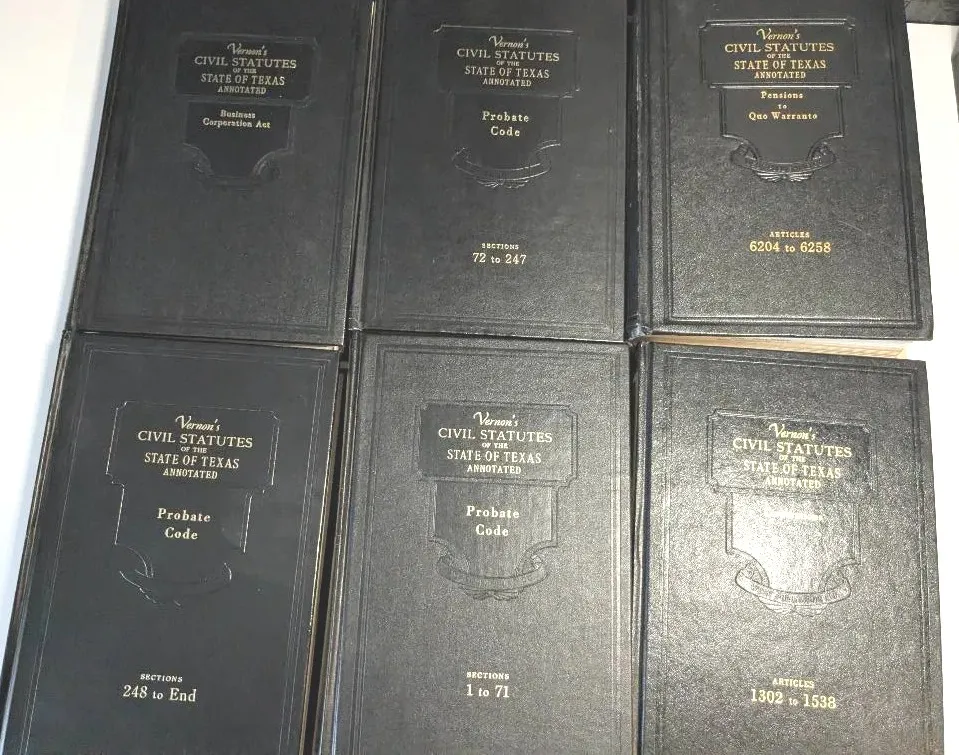 Vernon's
CIVIL STATUTES
OF THE
STATE OF TEXAS
ANNOTATED
Business
Corporation Act
Vernon's
CIVIL STATUTES
OF THE
STATE OF TEXAS
ANNOTATED
Probate
Code
SECTIONS
72 to 247
Vernon's
CIVIL STATUTES
OF THE
STATE OF TEXAS
ANNOTATED
Pensions
to
Quo Warranto
ARTICLES
6204 to 6258
Vernon's
CIVIL STATUTES
OF THE
STATE OF TEXAS
ANNOTATED
Probate
Code
SECTIONS
248 to End
Vernon's
CIVIL STATUTES
OF THE
STATE OF TEXAS
ANNOTATED
Probate
Code
SECTIONS
1 to 71
Vernon's
CIVIL STATUTES
OF THE
STATE OF TEXAS
ANNOTATED
ARTICLES
1302 to 1538